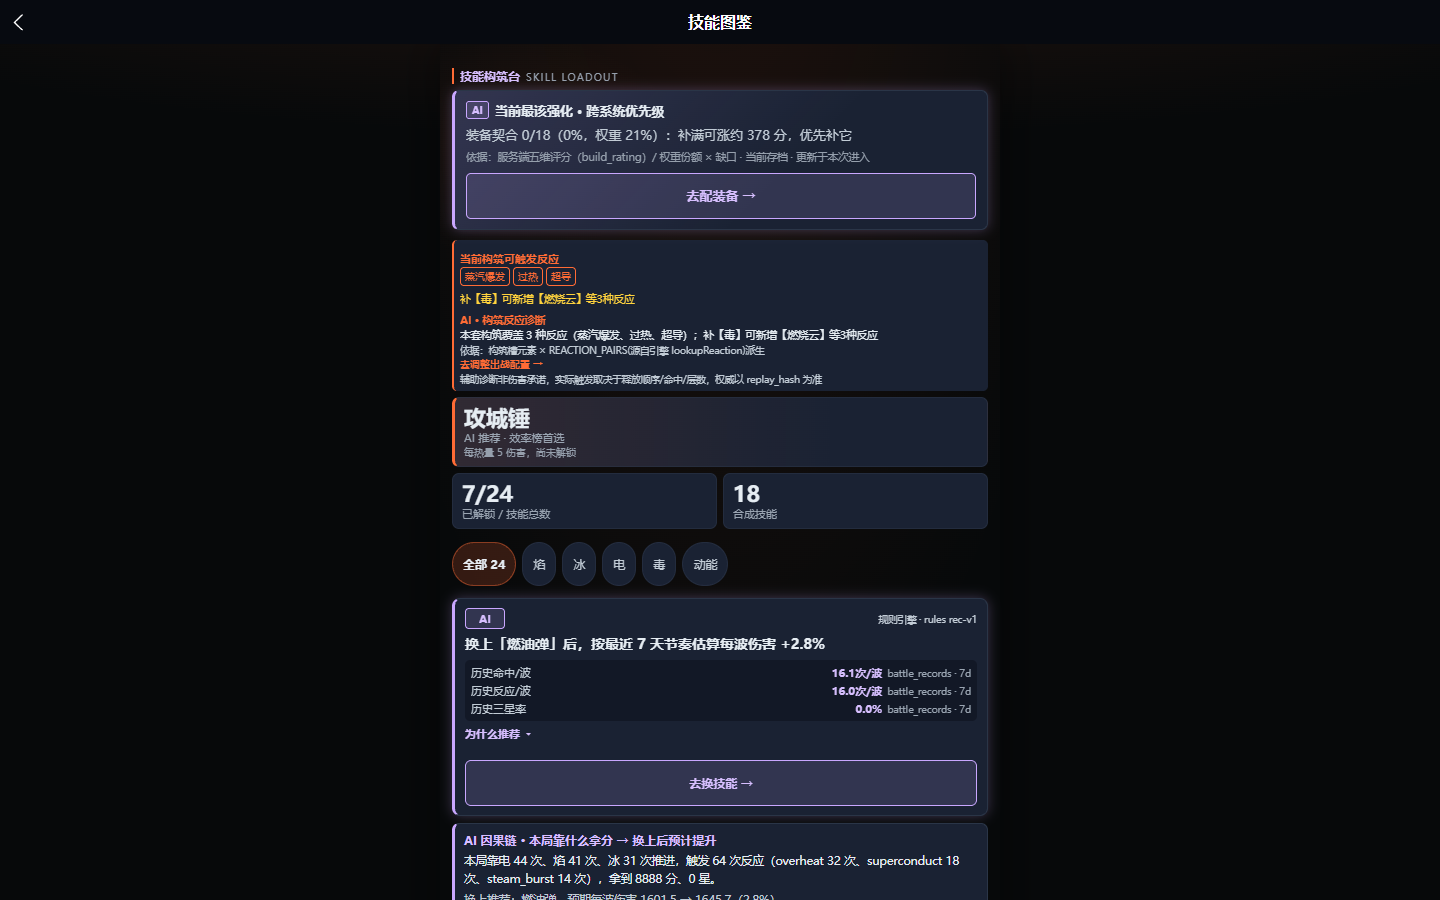 技能图鉴
技能构筑台 SKILL LOADOUT
AI 当前最该强化 • 跨系统优先级
装备契合 0/18（0%，权重 21%）：补满可涨约 378 分，优先补它
依据：服务端五维评分（build_rating）/ 权重份额 × 缺口 · 当前存档 · 更新于本次进入
去配装备 →
当前构筑可触发反应
蒸汽爆发 过热 超导
补【毒】可新增【燃烧云】等3种反应
AI • 构筑反应诊断
本套构筑覆盖 3 种反应（蒸汽爆发、过热、超导）；补【毒】可新增【燃烧云】等3种反应
依据：构筑槽元素 × REACTION_PAIRS(源自引擎 lookupReaction)派生
去调整出战配置 →
辅助诊断非伤害承诺，实际触发取决于释放顺序/命中/层数，权威以 replay_hash 为准
攻城锤
AI 推荐 · 效率榜首选
每热量 5 伤害，尚未解锁
7/24
已解锁 / 技能总数
18
合成技能
全部 24 焰 冰 电 毒 动能
AI 规则引擎 · rules rec-v1
换上「燃油弹」后，按最近 7 天节奏估算每波伤害 +2.8%
历史命中/波 16.1次/波 battle_records · 7d
历史反应/波 16.0次/波 battle_records · 7d
历史三星率 0.0% battle_records · 7d
为什么推荐
去换技能 →
AI 因果链 • 本局靠什么拿分 → 换上后预计提升
本局靠电 44 次、焰 41 次、冰 31 次推进，触发 64 次反应（overheat 32 次、superconduct 18
次、steam_burst 14 次），拿到 8888 分、0 星。
换上推荐：燃油弹，预期每波伤害 1601.5 → 1645.7（2.8%）